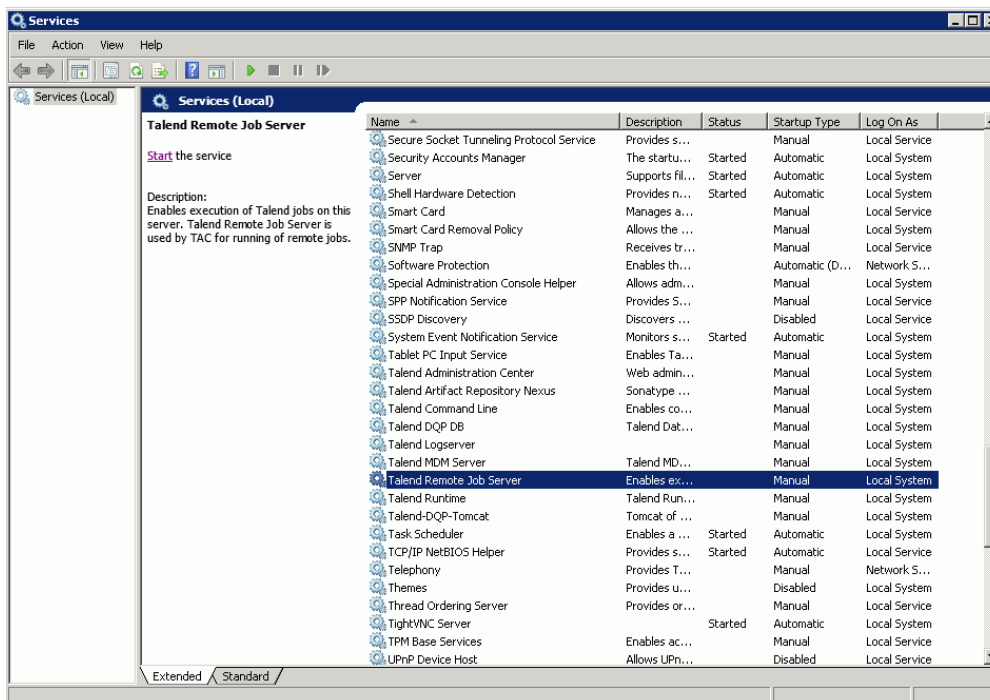 Services
File Action View Help
Services (Local)
Services (Local)
Talend Remote Job Server
Start the service
Description:
Enables execution of Talend jobs on this
server. Talend Remote Job Server is
used by TAC for running of remote jobs.
Name Description Status Startup Type Log On As
Secure Socket Tunneling Protocol Service Provides s... Manual Local Service
Security Accounts Manager The startu... Started Automatic Local System
Server Supports fil... Started Automatic Local System
Shell Hardware Detection Provides n... Started Automatic Local System
Smart Card Manages a... Manual Local Service
Smart Card Removal Policy Allows the ... Manual Local System
SNMP Trap Receives tr... Manual Local Service
Software Protection Enables th... Automatic (D... Network S...
Special Administration Console Helper Allows adm... Manual Local System
SPP Notification Service Provides S... Manual Local Service
SSDP Discovery Discovers ... Disabled Local Service
System Event Notification Service Monitors s... Started Automatic Local System
Tablet PC Input Service Enables Ta... Manual Local System
Talend Administration Center Web admin... Manual Local System
Talend Artifact Repository Nexus Sonatype ... Manual Local System
Talend Command Line Enables co... Manual Local System
Talend DQP DB Talend Dat... Manual Local System
Talend Logserver Manual Local System
Talend MDM Server Talend MD... Manual Local System
Talend Remote Job Server Enables ex... Manual Local System
Talend Runtime Talend Run... Manual Local System
Talend-DQP-Tomcat Tomcat of ... Manual Local System
Task Scheduler Enables a ... Started Automatic Local System
TCP/IP NetBIOS Helper Provides s... Started Automatic Local Service
Telephony Provides T... Manual Network S...
Themes Provides u... Disabled Local System
Thread Ordering Server Provides or... Manual Local Service
TightVNC Server Started Automatic Local System
TPM Base Services Enables ac... Manual Local Service
UPnP Device Host Allows UPn... Disabled Local Service
Extended Standard